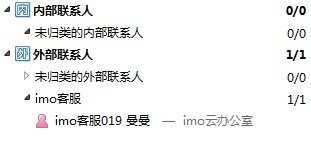 内 内部联系人 0/0
未归类的内部联系人 0/0
外 外部联系人 1/1
未归类的外部联系人 0/0
imo客服 1/1
imo客服019 曼曼 — imo云办公室